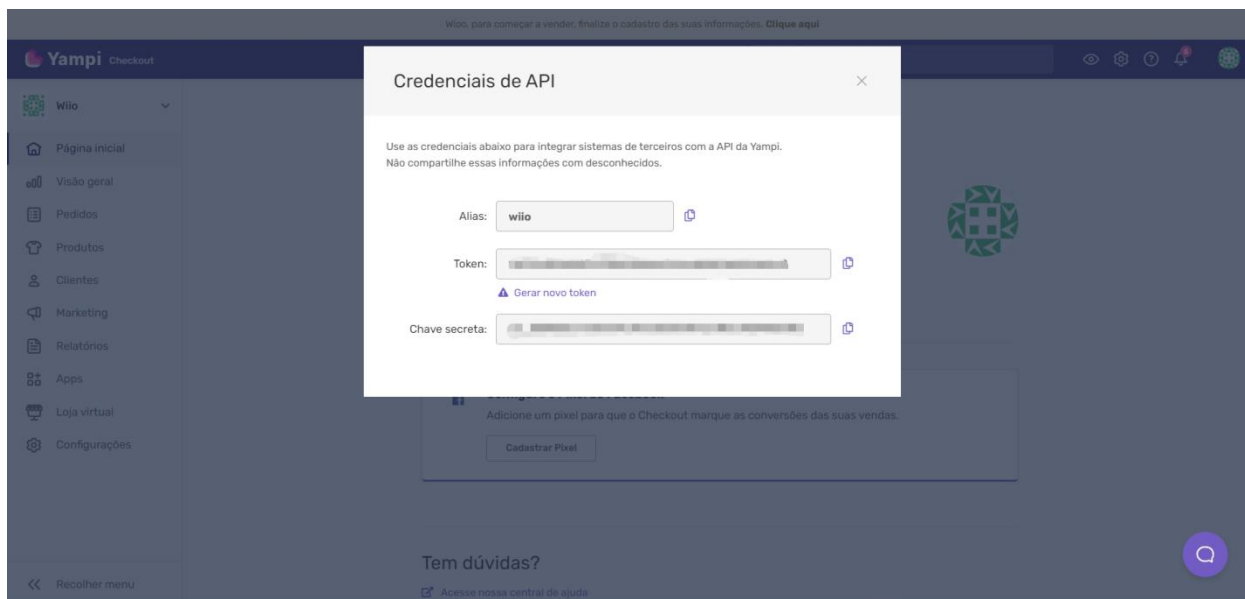 Wiio, para começar a vender, finalize o cadastro das suas informações. Clique aqui
Yampi Checkout
Wiio
Página inicial
Visão geral
Pedidos
Produtos
Clientes
Marketing
Relatórios
Apps
Loja virtual
Configurações
Recolher menu
Credenciais de API
Use as credenciais abaixo para integrar sistemas de terceiros com a API da Yampi.
Não compartilhe essas informações com desconhecidos.
Alias: wiio
Token:
Gerar novo token
Chave secreta:
Adicione um pixel para que o Checkout marque as conversões das suas vendas.
Cadastrar Pixel
Tem dúvidas?
Acesse nossa central de ajuda